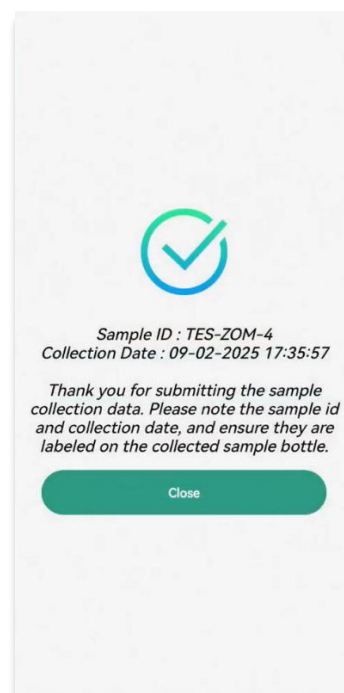 Sample ID : TES-ZOM-4
Collection Date : 09-02-2025 17:35:57
Thank you for submitting the sample
collection data. Please note the sample id
and collection date, and ensure they are
labeled on the collected sample bottle.
Close